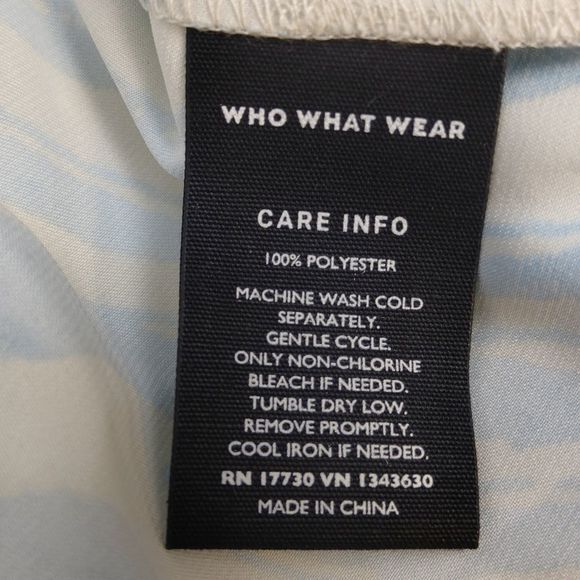 WHO WHAT WEAR
CARE INFO
100% POLYESTER
MACHINE WASH COLD
SEPARATELY.
GENTLE CYCLE.
ONLY NON-CHLORINE
BLEACH IF NEEDED.
TUMBLE DRY LOW.
REMOVE PROMPTLY.
COOL IRON IF NEEDED.
RN 17730 VN 1343630
MADE IN CHINA